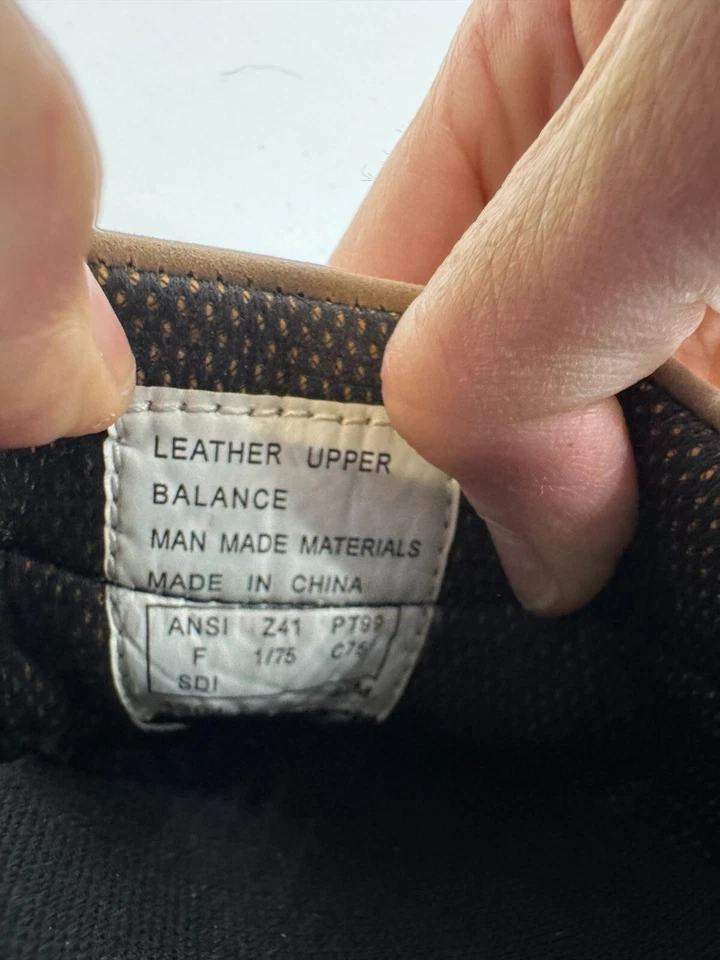 LEATHER UPPER
BALANCE
MAN MADE MATERIALS
MADE IN CHINA
ANSI Z41 PT99
F 1/75 C75
SDI